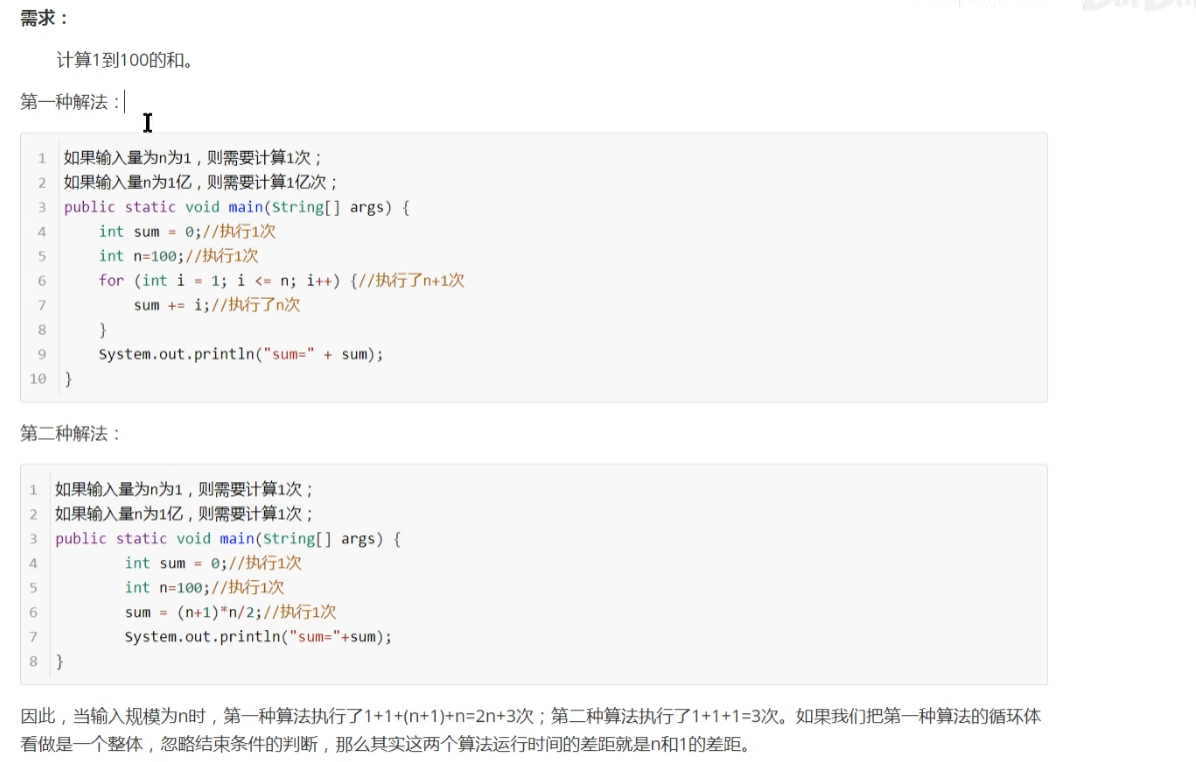 需求：
计算1到100的和。
第一种解法：
1 如果输入量为n为1，则需要计算1次；
2 如果输入量n为1亿，则需要计算1亿次；
3 public static void main(String[] args) {
4 int sum = 0;//执行1次
5 int n=100;//执行1次
6 for (int i = 1; i <= n; i++) {//执行了n+1次
7 sum += i;//执行了n次
8 }
9 System.out.println("sum=" + sum);
10 }
第二种解法：
1 如果输入量为n为1，则需要计算1次；
2 如果输入量n为1亿，则需要计算1次；
3 public static void main(String[] args) {
4 int sum = 0;//执行1次
5 int n=100;//执行1次
6 sum = (n+1)*n/2;//执行1次
7 System.out.println("sum="+sum);
8 }
因此，当输入规模为n时，第一种算法执行了1+1+(n+1)+n=2n+3次；第二种算法执行了1+1+1=3次。如果我们把第一种算法的循环体
看做是一个整体，忽略结束条件的判断，那么其实这两个算法运行时间的差距就是n和1的差距。